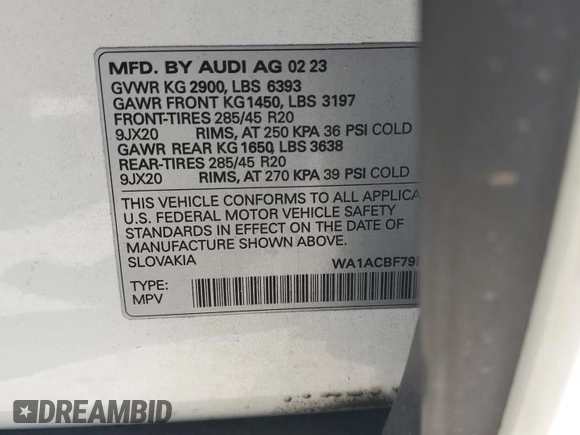 MFD. BY AUDI AG 02 23
GVWR KG 2900, LBS 6393
GAWR FRONT KG1450, LBS 3197
FRONT-TIRES 285/45 R20
9JX20 RIMS, AT 250 KPA 36 PSI COLD
GAWR REAR KG 1650, LBS 3638
REAR-TIRES 285/45 R20
9JX20 RIMS, AT 270 KPA 39 PSI COLD
THIS VEHICLE CONFORMS TO ALL APPLICA
U.S. FEDERAL MOTOR VEHICLE SAFETY
STANDARDS IN EFFECT ON THE DATE OF
MANUFACTURE SHOWN ABOVE.
SLOVAKIA WA1ACBF79
TYPE:
MPV
DREAMBID